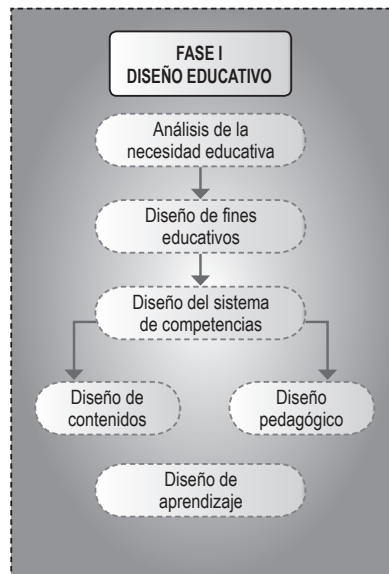 FASE I
DISEÑO EDUCATIVO
Análisis de la
necesidad educativa
Diseño de fines
educativos
Diseño del sistema
de competencias
Diseño de
contenidos
Diseño
pedagógico
Diseño de
aprendizaje